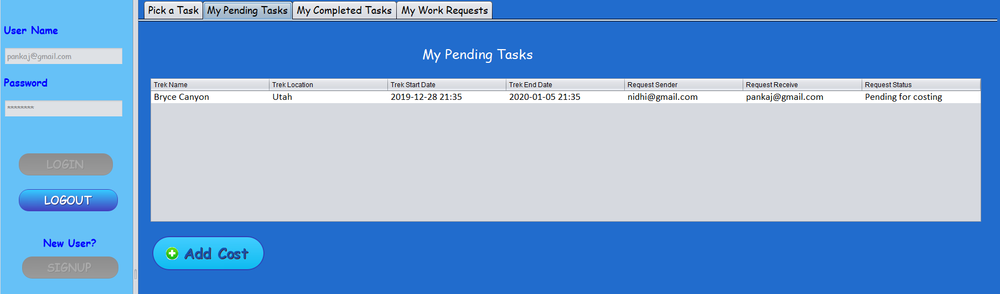 User Name
pankaj@gmail.com
Password
********
LOGIN
LOGOUT
New User?
SIGNUP
Pick a Task My Pending Tasks My Completed Tasks My Work Requests
My Pending Tasks
Trek Name Trek Location Trek Start Date Trek End Date Request Sender Request Receive Request Status
Bryce Canyon Utah 2019-12-28 21:35 2020-01-05 21:35 nidhi@gmail.com pankaj@gmail.com Pending for costing
Add Cost